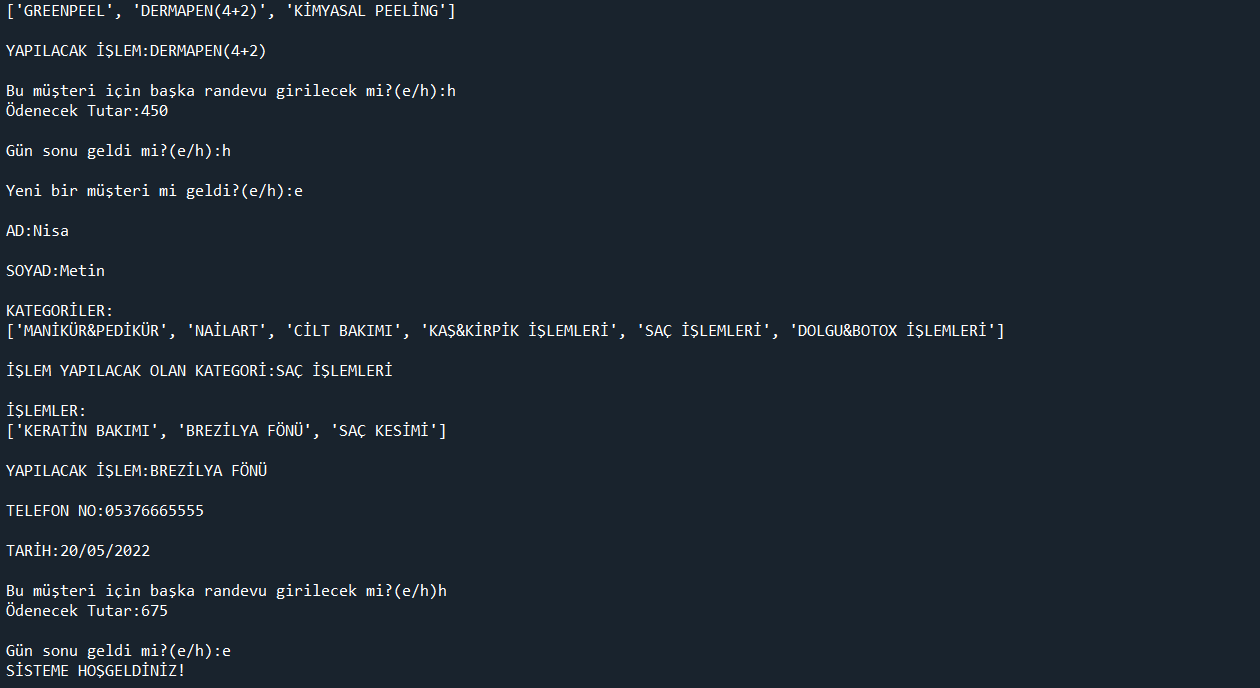 ['GREENPEEL', 'DERMAPEN(4+2)', 'KİMYASAL PEELİNG']
YAPILACAK İŞLEM:DERMAPEN(4+2)
Bu müşteri için başka randevu girilecek mi?(e/h):h
Ödenecek Tutar:450
Gün sonu geldi mi?(e/h):h
Yeni bir müşteri mi geldi?(e/h):e
AD:Nisa
SOYAD:Metin
KATEGORİLER:
['MANİKÜR&PEDİKÜR', 'NAİLART', 'CİLT BAKIMI', 'KAŞ&KİRPİK İŞLEMLERİ', 'SAÇ İŞLEMLERİ', 'DOLGU&BOTOX İŞLEMLERİ']
İŞLEM YAPILACAK OLAN KATEGORİ:SAÇ İŞLEMLERİ
İŞLEMLER:
['KERATİN BAKIMI', 'BREZİLYA FÖNÜ', 'SAÇ KESİMİ']
YAPILACAK İŞLEM:BREZİLYA FÖNÜ
TELEFON NO:05376665555
TARİH:20/05/2022
Bu müşteri için başka randevu girilecek mi?(e/h)h
Ödenecek Tutar:675
Gün sonu geldi mi?(e/h):e
SİSTEME HOŞGELDİNİZ!